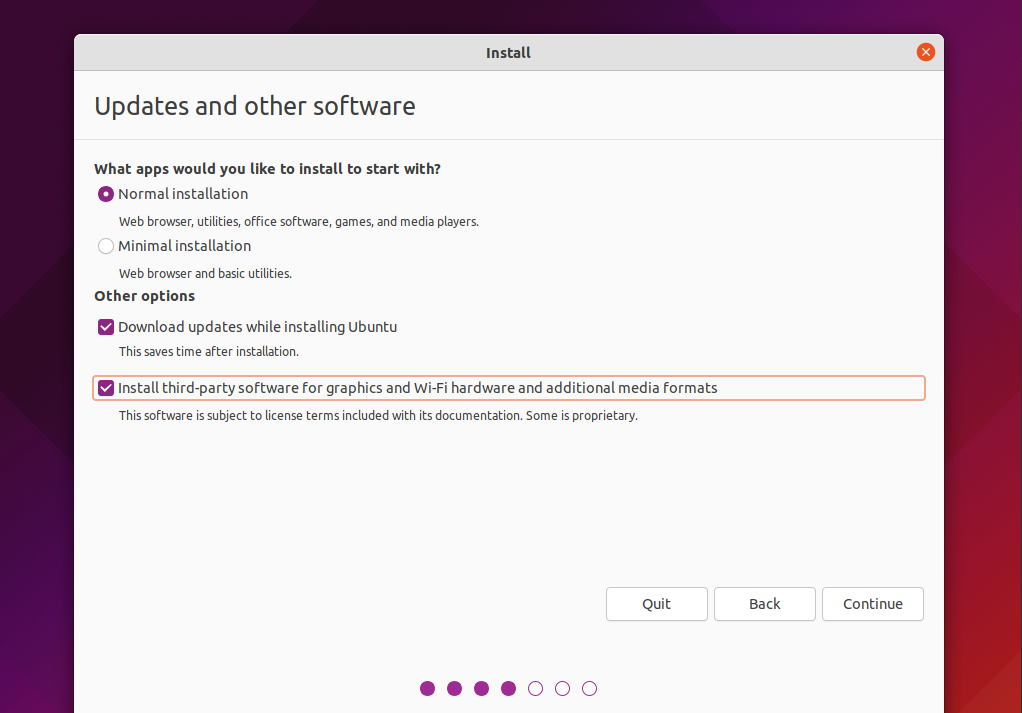 Install
Updates and other software
What apps would you like to install to start with?
Normal installation
Web browser, utilities, office software, games, and media players.
Minimal installation
Web browser and basic utilities.
Other options
Download updates while installing Ubuntu
This saves time after installation.
Install third-party software for graphics and Wi-Fi hardware and additional media formats
This software is subject to license terms included with its documentation. Some is proprietary.
Quit Back Continue